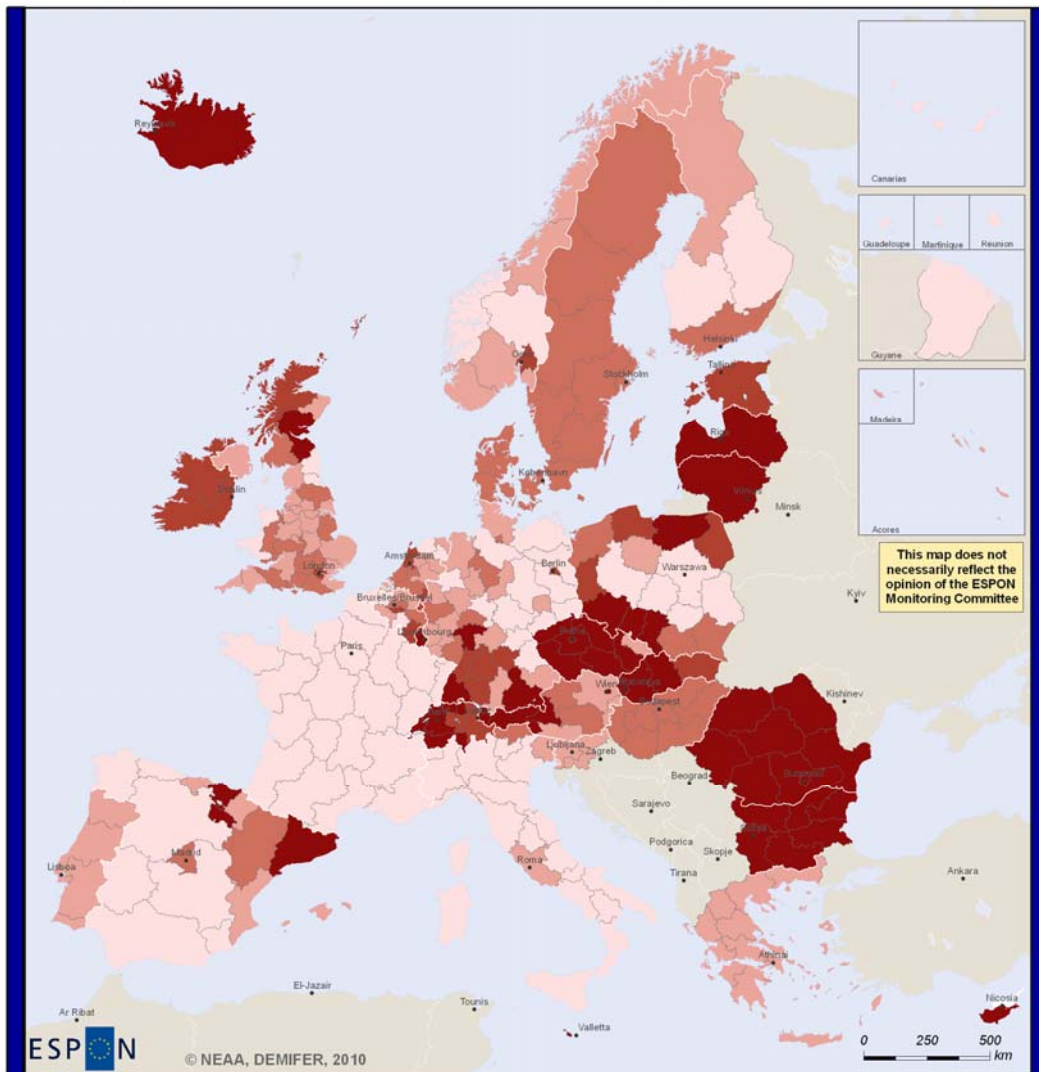 Reykjavik
Canarias
Guadeloupe
Martinique
Reunion
Guyane
Madeira
Acores
This map does not
necessarily reflect the
opinion of the ESPON
Monitoring Committee
Helsinki
Tallinn
Stockholm
Riga
København
Vilnius
Minsk
Dublin
London
Amsterdam
Berlin
Warszawa
Bruxelles/Brussel
Kyiv
Luxembourg
Paris
Praha
Wien
Bratislava
Budapest
Kishinev
Ljubljana
Zagreb
Beograd
Bucuresti
Sarajevo
Podgorica
Sofiya
Skopje
Tirana
Madrid
Lisboa
Roma
Ankara
Athinai
El-Jazair
Tounis
Valletta
Nicosia
Ar Ribat
ESPON
© NEAA, DEMIFER, 2010
0 250 500
km